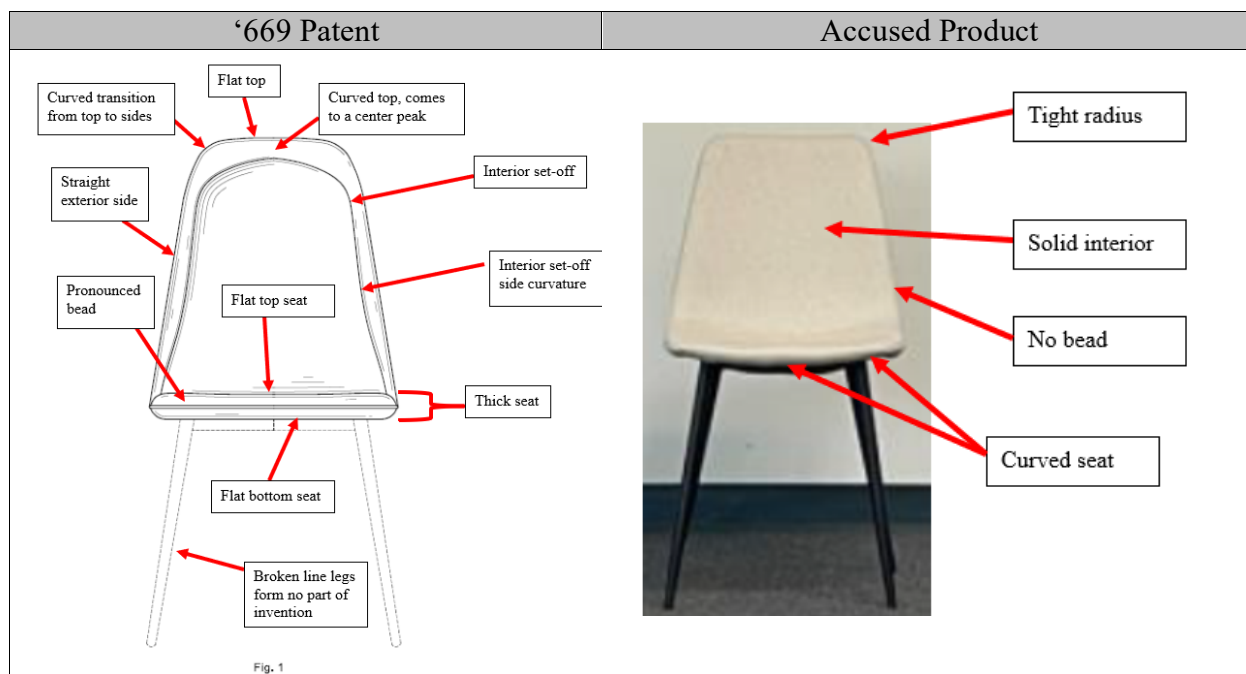 ‘669 Patent
Accused Product
Flat top
Curved transition
from top to sides
Curved top, comes
to a center peak
Straight
exterior side
Interior set-off
Pronounced
bead
Flat top seat
Interior set-off
side curvature
Thick seat
Flat bottom seat
Broken line legs
form no part of
invention
Fig. 1
Tight radius
Solid interior
No bead
Curved seat